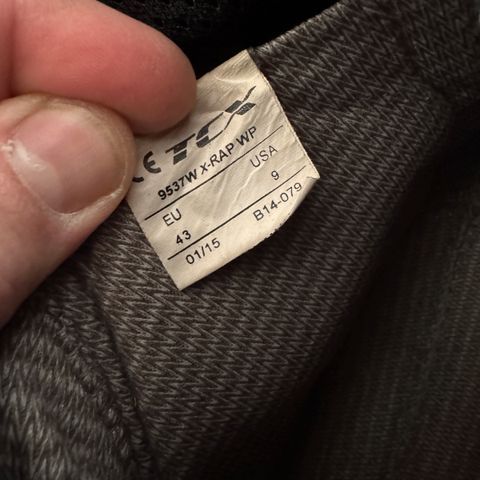 CE TCX
9537W X-RAP WP
EU USA
43 9
01/15 B14-079